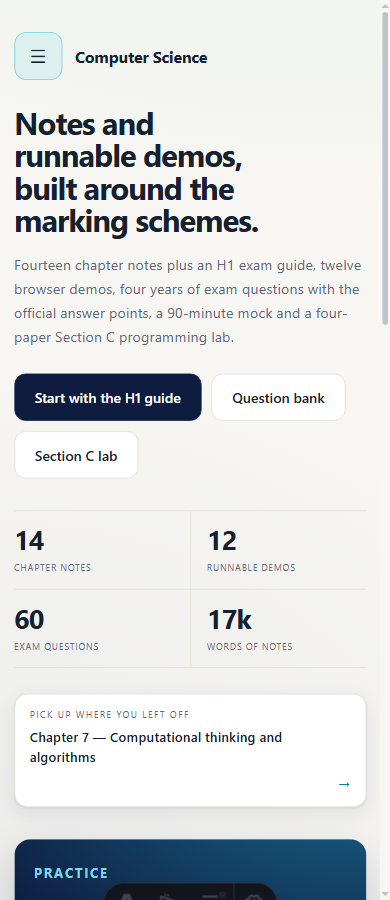 ☰ Computer Science
Notes and
runnable demos,
built around the
marking schemes.
Fourteen chapter notes plus an H1 exam guide, twelve
browser demos, four years of exam questions with the
official answer points, a 90-minute mock and a four-
paper Section C programming lab.
Start with the H1 guide
Question bank
Section C lab
14
CHAPTER NOTES
12
RUNNABLE DEMOS
60
EXAM QUESTIONS
17k
WORDS OF NOTES
PICK UP WHERE YOU LEFT OFF
Chapter 7 — Computational thinking and
algorithms
→
PRACTICE